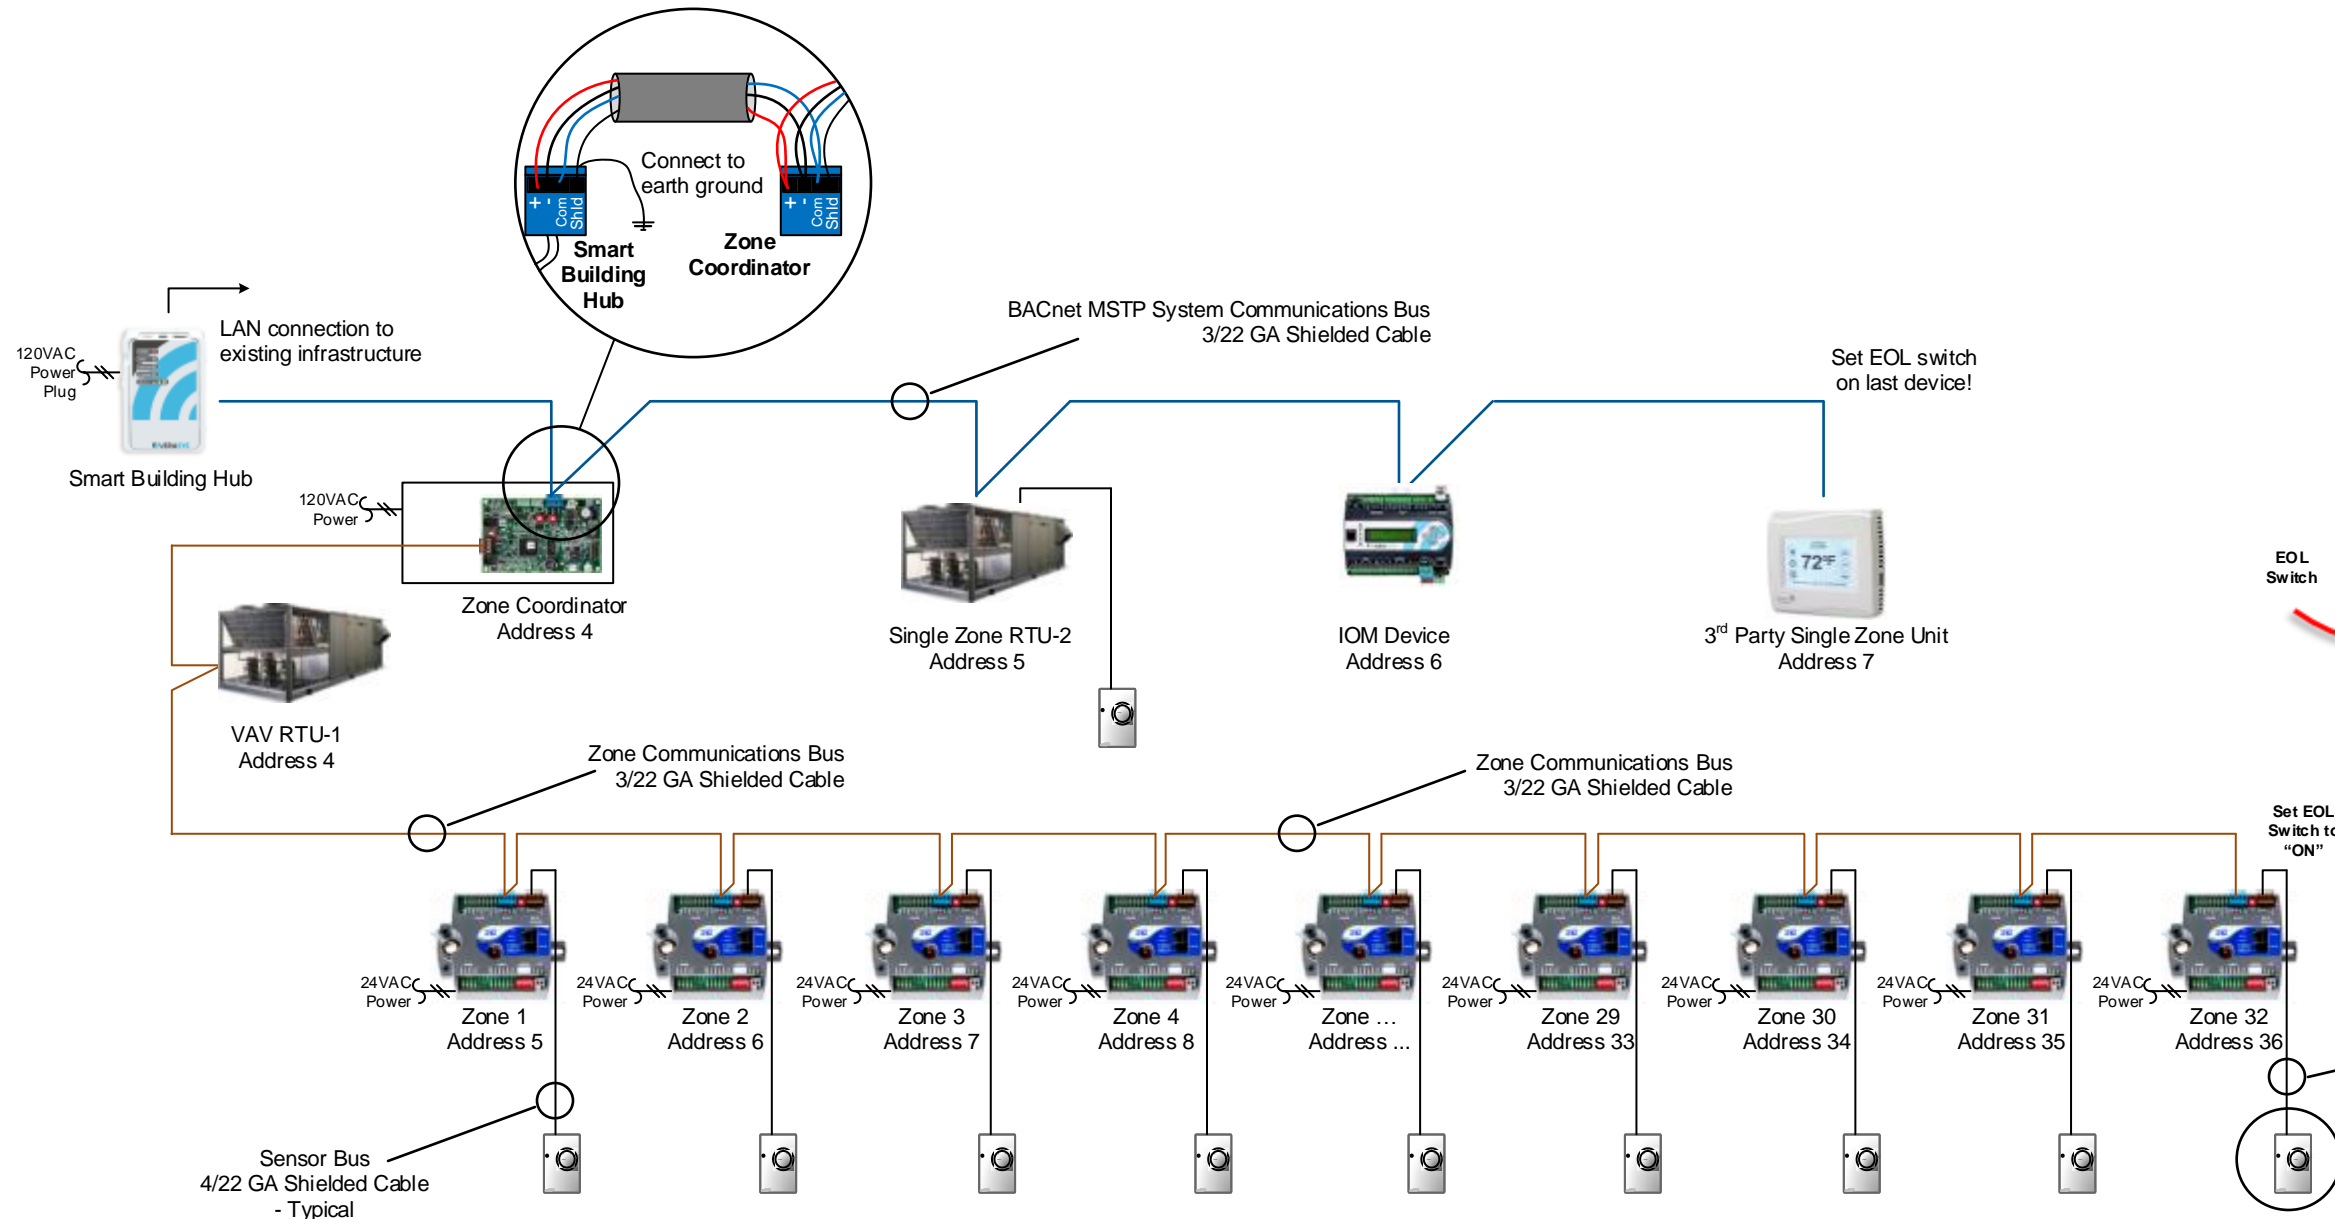 Connect to
earth ground
+
-
Com
Shld
+
-
Com
Shld
Smart
Building
Hub
Zone
Coordinator
BACnet MSTP System Communications Bus
3/22 GA Shielded Cable
LAN connection to
existing infrastructure
120VAC
Power
Plug
Smart Building Hub
Set EOL switch
on last device!
120VAC
Power
Zone Coordinator
Address 4
Single Zone RTU-2
Address 5
IOM Device
Address 6
72°F
3rd Party Single Zone Unit
Address 7
EOL
Switch
VAV RTU-1
Address 4
Zone Communications Bus
3/22 GA Shielded Cable
Zone Communications Bus
3/22 GA Shielded Cable
Set EOL
Switch to
“ON”
24VAC
Power
Zone 1
Address 5
24VAC
Power
Zone 2
Address 6
24VAC
Power
Zone 3
Address 7
24VAC
Power
Zone 4
Address 8
24VAC
Power
Zone ...
Address ...
24VAC
Power
Zone 29
Address 33
24VAC
Power
Zone 30
Address 34
24VAC
Power
Zone 31
Address 35
24VAC
Power
Zone 32
Address 36
Sensor Bus
4/22 GA Shielded Cable
- Typical